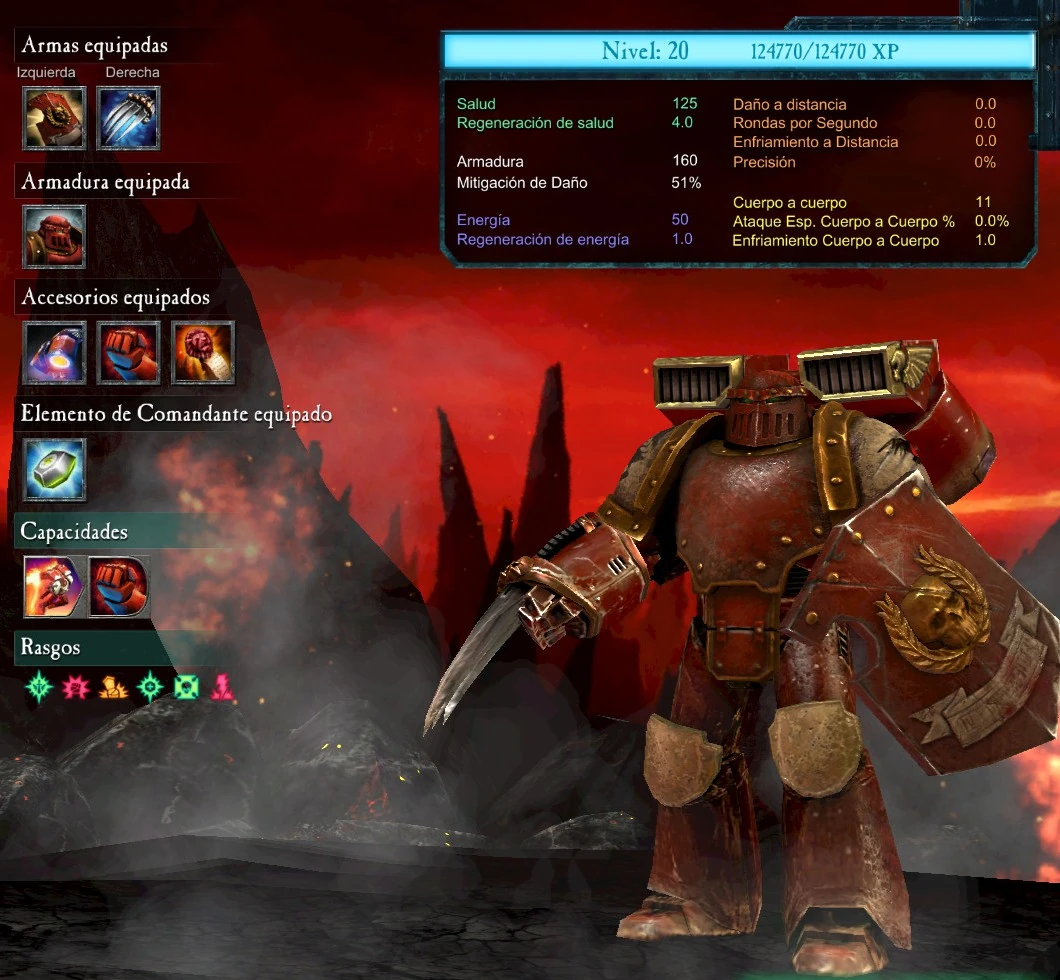 Armas equipadas
Izquierda Derecha
Armadura equipada
Accesorios equipados
Elemento de Comandante equipado
Capacidades
Rasgos
Nivel: 20 124770/124770 XP
Salud 125
Regeneración de salud 4.0
Armadura 160
Mitigación de Daño 51%
Energía 50
Regeneración de energía 1.0
Daño a distancia 0.0
Rondas por Segundo 0.0
Enfriamiento a Distancia 0.0
Precisión 0%
Cuerpo a cuerpo 11
Ataque Esp. Cuerpo a Cuerpo % 0.0%
Enfriamiento Cuerpo a Cuerpo 1.0